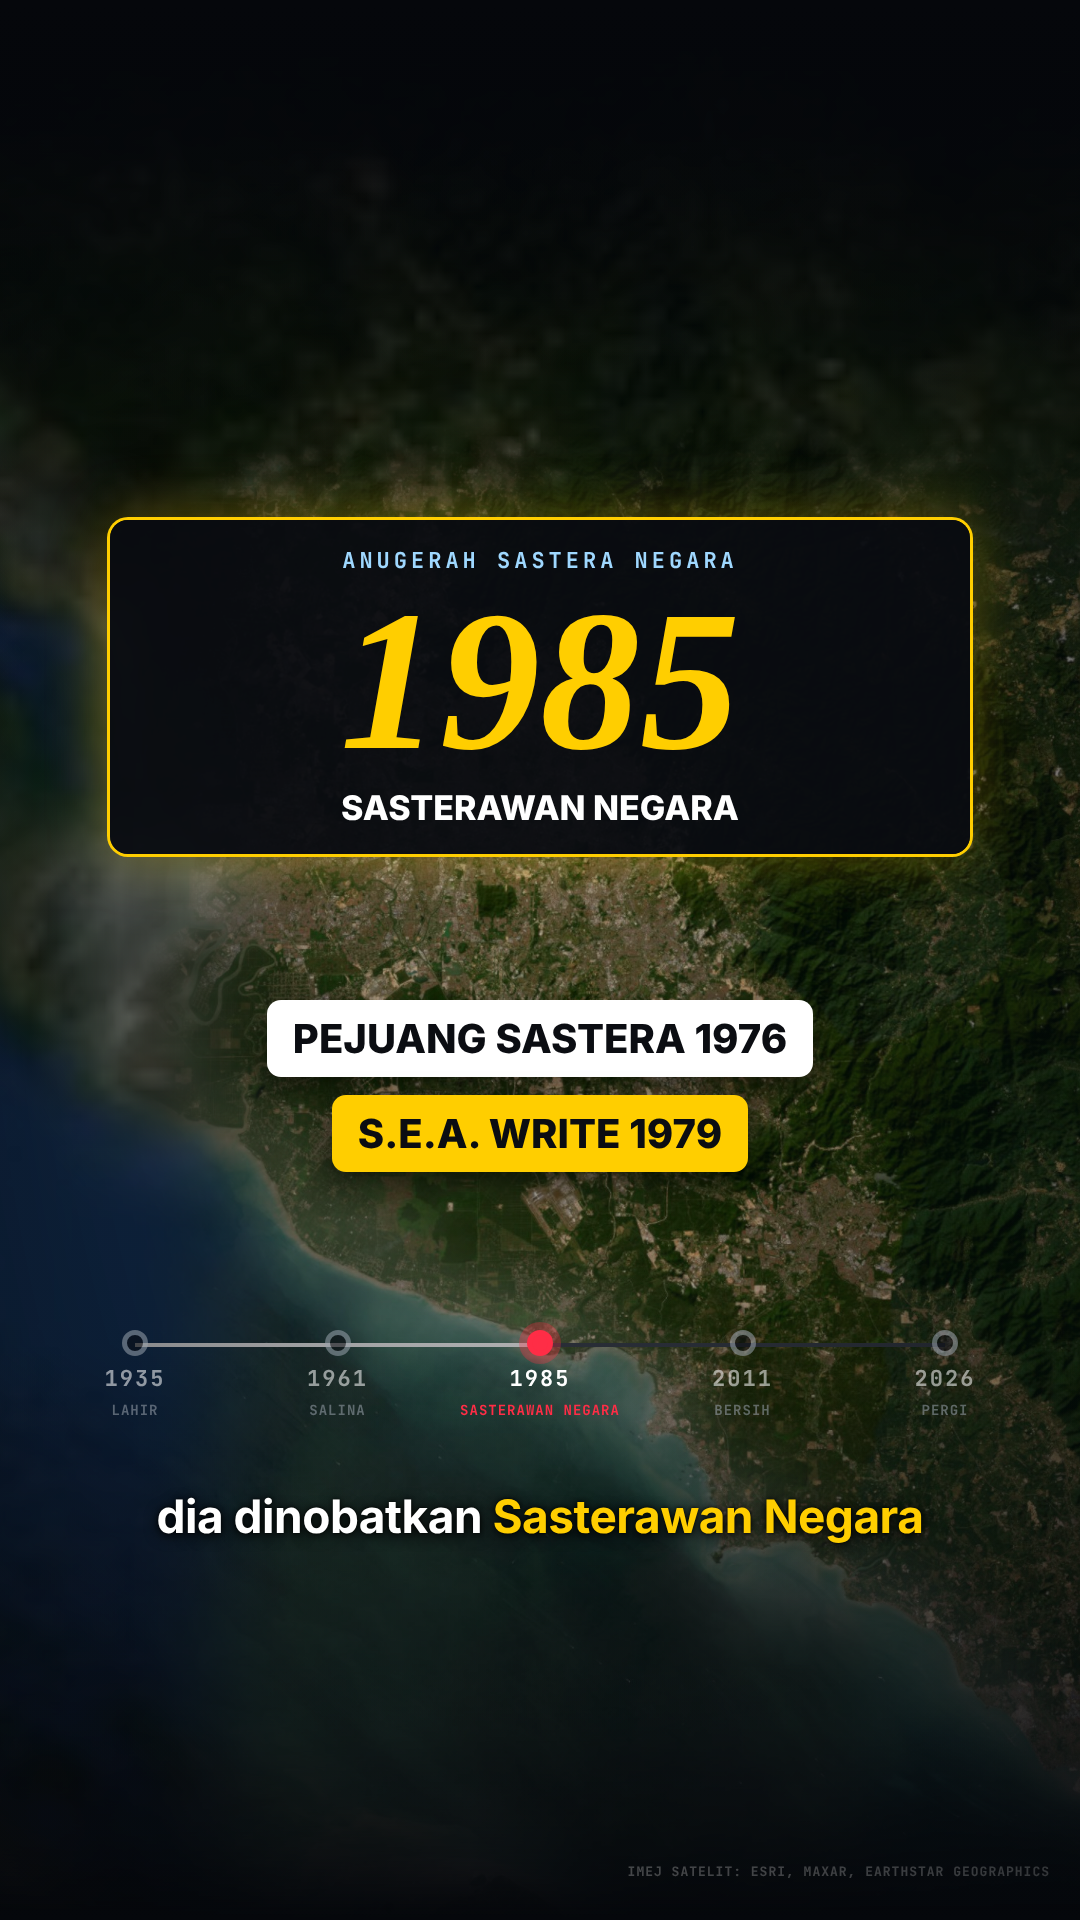 ANUGERAH SASTERA NEGARA
1985
SASTERAWAN NEGARA
PEJUANG SASTERA 1976
S.E.A. WRITE 1979
1935 1961 1985 2011 2026
LAHIR SALINA SASTERAWAN NEGARA BERSIH PERGI
dia dinobatkan Sasterawan Negara
IMEJ SATELIT: ESRI, MAXAR, EARTHSTAR GEOGRAPHICS